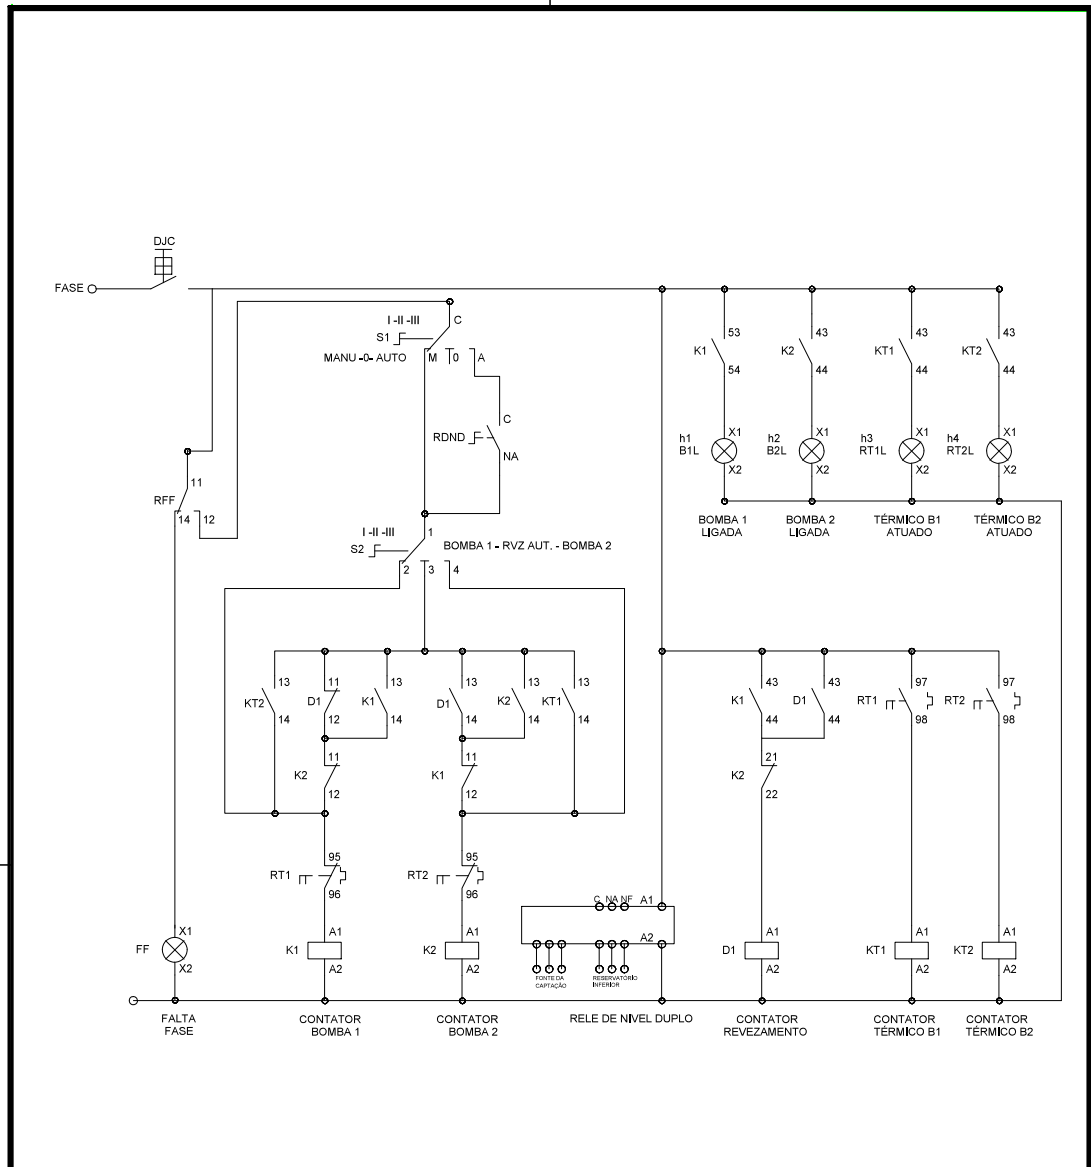 DJC
FASE
I -II -III
C
S1
MANU -0- AUTO
M
0
A
C
RDND
NA
11
RFF
14
12
I -II-III
1
S2
BOMBA 1 - RVZ AUT. - BOMBA 2
2
3
4
53
K1
54
43
K2
44
43
KT1
44
43
KT2
44
h1
B1L
X1
X2
h2
B2L
X1
X2
h3
RT1L
X1
X2
h4
RT2L
X1
X2
BOMBA 1
LIGADA
BOMBA 2
LIGADA
TÉRMICO B1
ATUADO
TÉRMICO B2
ATUADO
13
KT2
14
11
D1
12
13
K1
14
13
D1
14
13
K2
14
13
KT1
14
11
K2
12
11
K1
12
43
K1
44
43
D1
44
97
RT1
98
97
RT2
98
21
K2
22
95
RT1
96
95
RT2
96
C
NA
NF
A1
A2
FONTE DA
CAPTAÇÃO
RESERVATORIO
INFERIOR
FF
X1
X2
K1
A1
A2
K2
A1
A2
D1
A1
A2
KT1
A1
A2
KT2
A1
A2
FALTA
FASE
CONTATOR
BOMBA 1
CONTATOR
BOMBA 2
RELE DE NIVEL DUPLO
CONTATOR
REVEZAMENTO
CONTATOR
TÉRMICO B1
CONTATOR
TÉRMICO B2